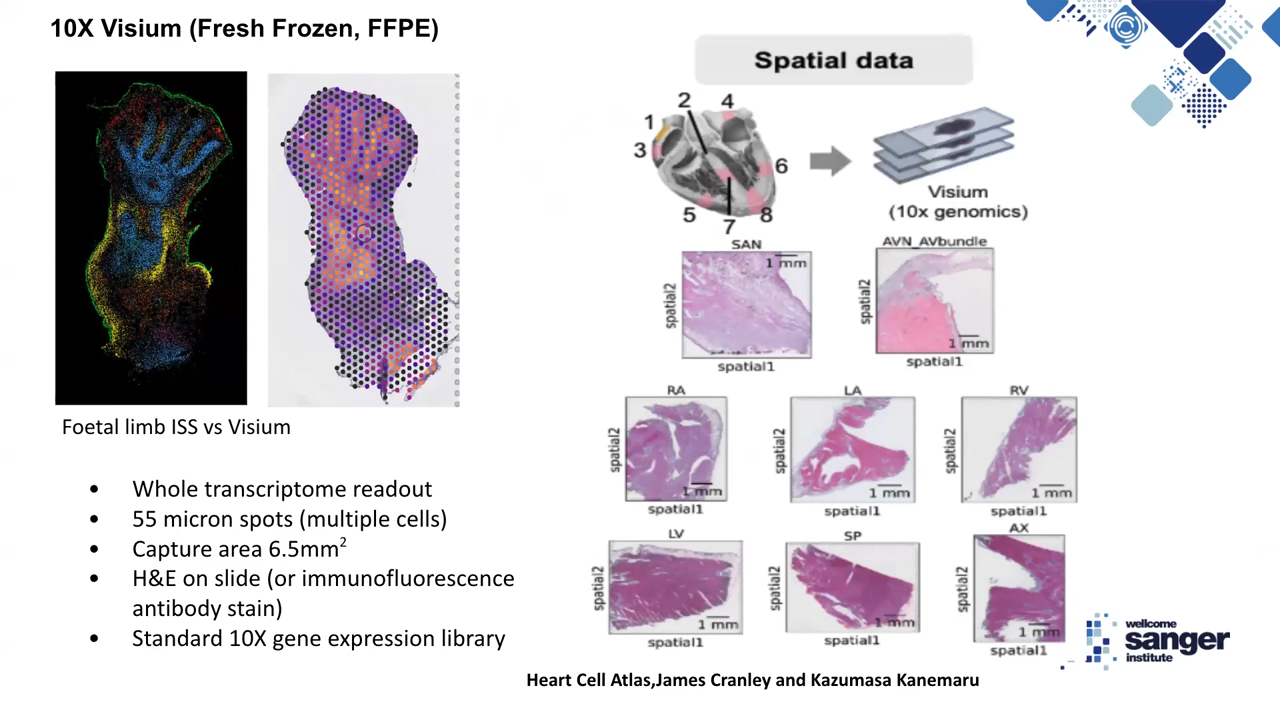 10X Visium (Fresh Frozen, FFPE)
Foetal limb ISS vs Visium
• Whole transcriptome readout
• 55 micron spots (multiple cells)
• Capture area 6.5mm²
• H&E on slide (or immunofluorescence
antibody stain)
• Standard 10X gene expression library
Spatial data
1
2
3
4
5
6
7
8
Visium
(10x genomics)
SAN
1 mm
spatial2
spatial1
AVN_AVbundle
1 mm
spatial2
spatial1
RA
1 mm
spatial2
spatial1
LA
1 mm
spatial2
spatial1
RV
1 mm
spatial2
spatial1
LV
1 mm
spatial2
spatial1
SP
1 mm
spatial2
spatial1
AX
1 mm
spatial2
spatial1
Heart Cell Atlas,James Cranley and Kazumasa Kanemaru
wellcome
sanger
institute